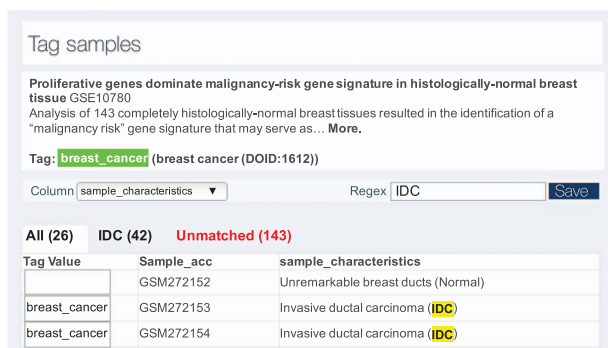 Tag samples
Proliferative genes dominate malignancy-risk gene signature in histologically-normal breast
tissue GSE10780
Analysis of 143 completely histologically-normal breast tissues resulted in the identification of a
“malignancy risk” gene signature that may serve as… More.
Tag: breast_cancer (breast cancer (DOID:1612))
Column sample_characteristics ▼ Regex IDC Save
All (26) IDC (42) Unmatched (143)
Tag Value Sample_acc sample_characteristics
GSM272152 Unremarkable breast ducts (Normal)
breast_cancer GSM272153 Invasive ductal carcinoma (IDC)
breast_cancer GSM272154 Invasive ductal carcinoma (IDC)